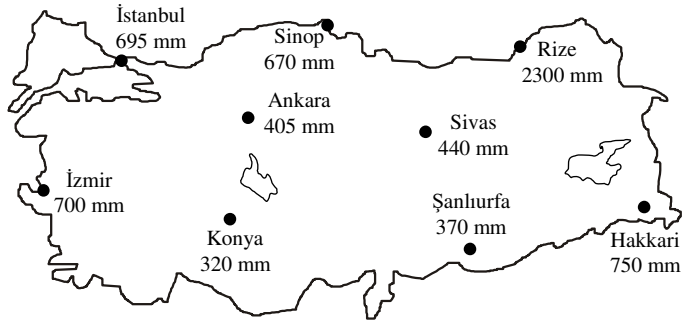 İstanbul
695 mm
Sinop
670 mm
Rize
2300 mm
Ankara
405 mm
Sivas
440 mm
İzmir
700 mm
Konya
320 mm
Şanlıurfa
370 mm
Hakkari
750 mm